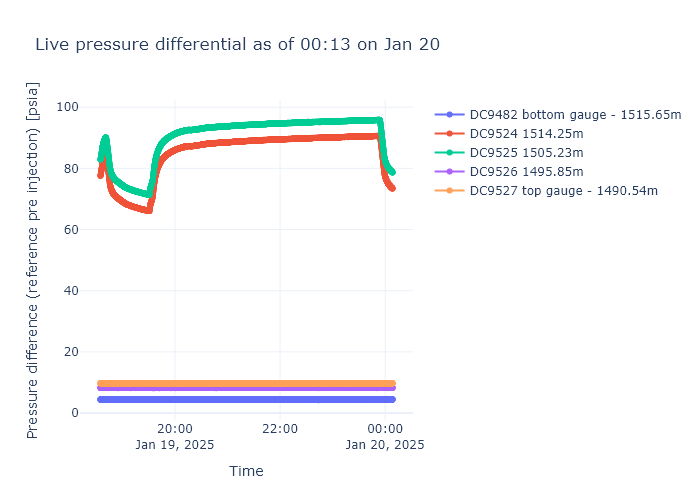 Live pressure differential as of 00:13 on Jan 20
Pressure difference (reference pre injection) [psia]
100
80
60
40
20
0
20:00
Jan 19, 2025
22:00
00:00
Jan 20, 2025
Time
DC9482 bottom gauge - 1515.65m
DC9524 1514.25m
DC9525 1505.23m
DC9526 1495.85m
DC9527 top gauge - 1490.54m